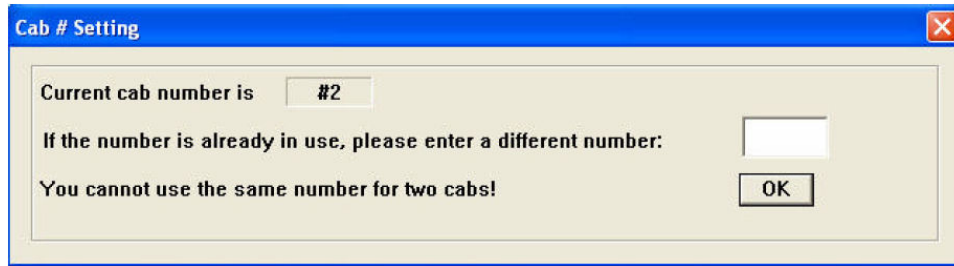 Cab # Setting
Current cab number is #2
If the number is already in use, please enter a different number:
You cannot use the same number for two cabs! OK